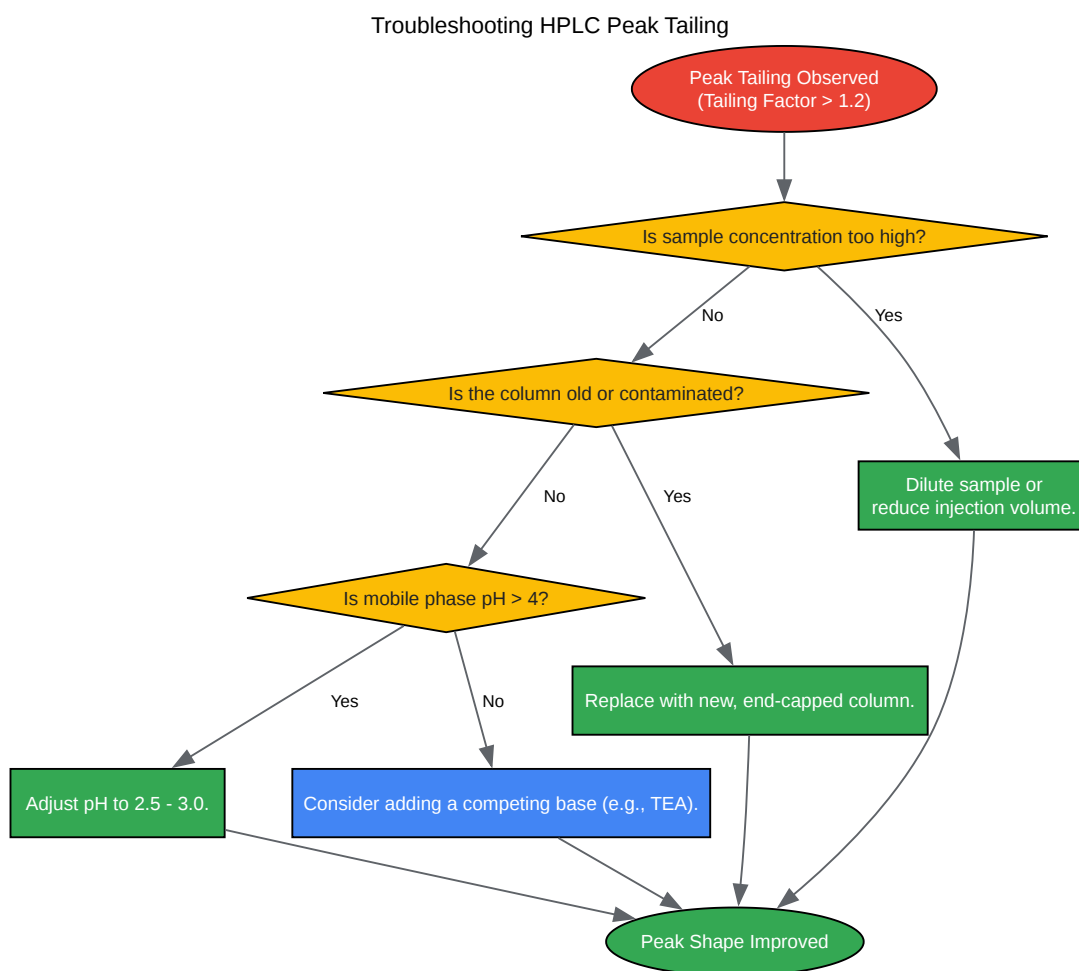 Troubleshooting HPLC Peak Tailing
Peak Tailing Observed
(Tailing Factor > 1.2)
Is sample concentration too high?
No
Yes
Is the column old or contaminated?
Dilute sample or
reduce injection volume.
No
Yes
Is mobile phase pH > 4?
Yes
No
Replace with new, end-capped column.
Adjust pH to 2.5 - 3.0.
Consider adding a competing base (e.g., TEA).
Peak Shape Improved